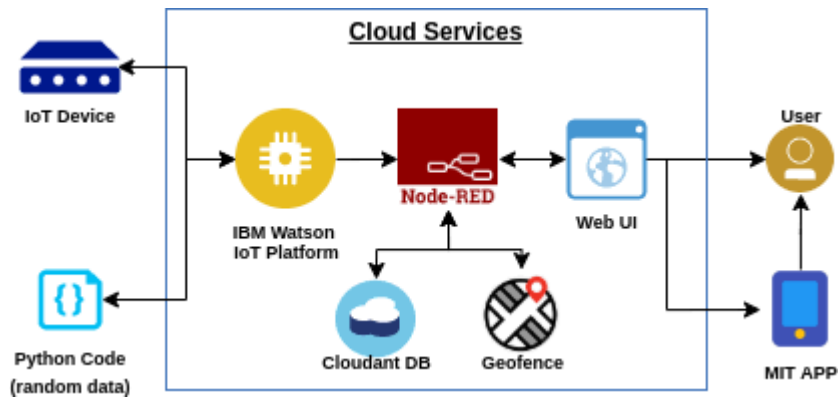 Cloud Services
IoT Device
User
Node-RED
Web UI
IBM Watson
IoT Platform
{}
Python Code
(random data)
Cloudant DB
Geofence
MIT APP